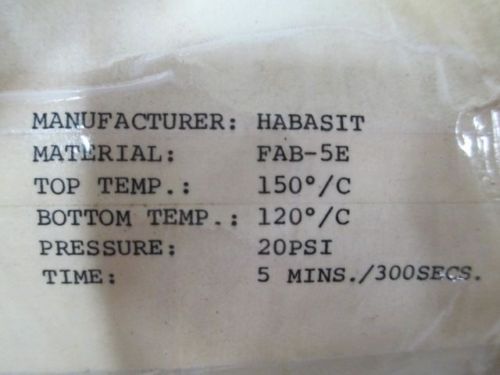 MANUFACTURER: HABASIT
MATERIAL: FAB-5E
TOP TEMP.: 150°/C
BOTTOM TEMP.: 120°/C
PRESSURE: 20PSI
TIME: 5 MINS./300SECS.